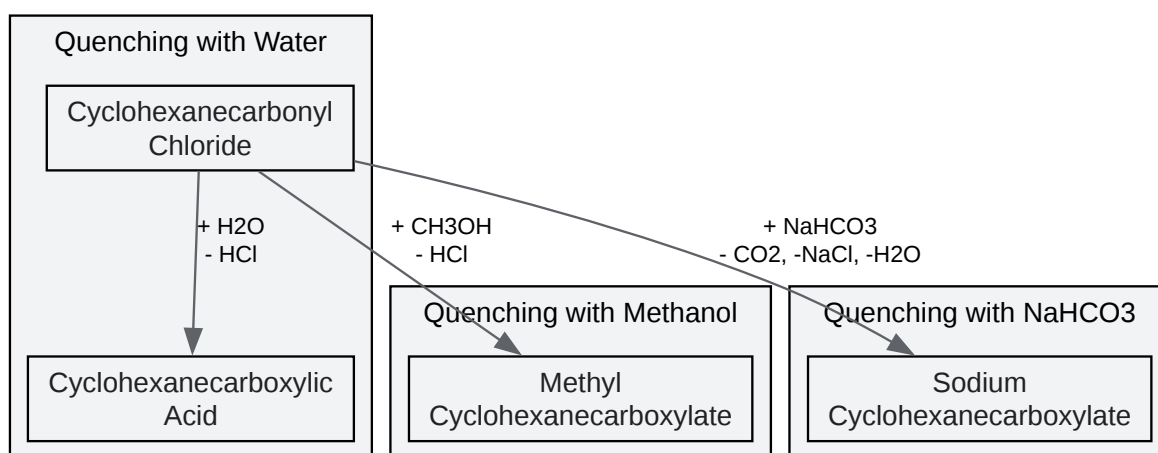 Quenching with Water
Cyclohexanecarbonyl
Chloride
+ H2O
- HCl
+ CH3OH
- HCl
+ NaHCO3
- CO2, -NaCl, -H2O
Quenching with Methanol
Quenching with NaHCO3
Cyclohexanecarboxylic
Acid
Methyl
Cyclohexanecarboxylate
Sodium
Cyclohexanecarboxylate